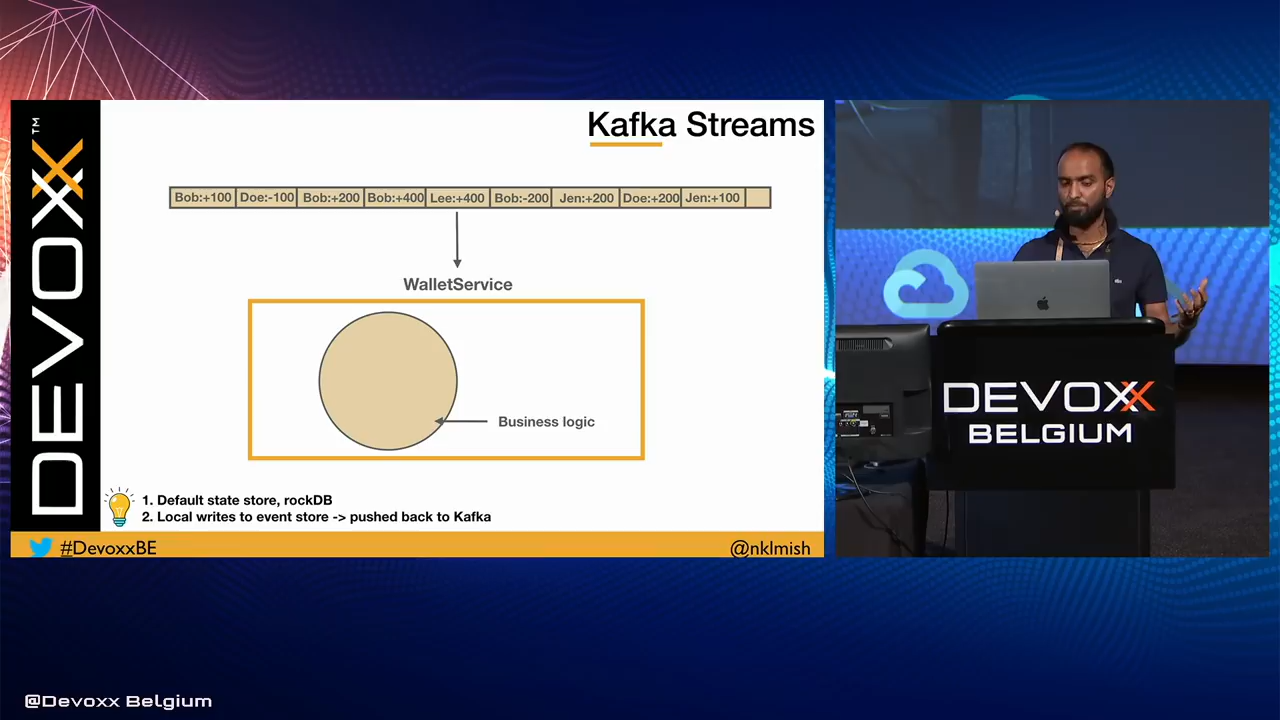 DEVOXX™
Kafka Streams
Bob:+100 Doe:-100 Bob:+200 Bob:+400 Lee:+400 Bob:-200 Jen:+200 Doe:+200 Jen:+100
WalletService
Business logic
1. Default state store, rockDB
2. Local writes to event store -> pushed back to Kafka
#DevoxxBE
@nklmish
DEVOXX
BELGIUM
@Devoxx Belgium